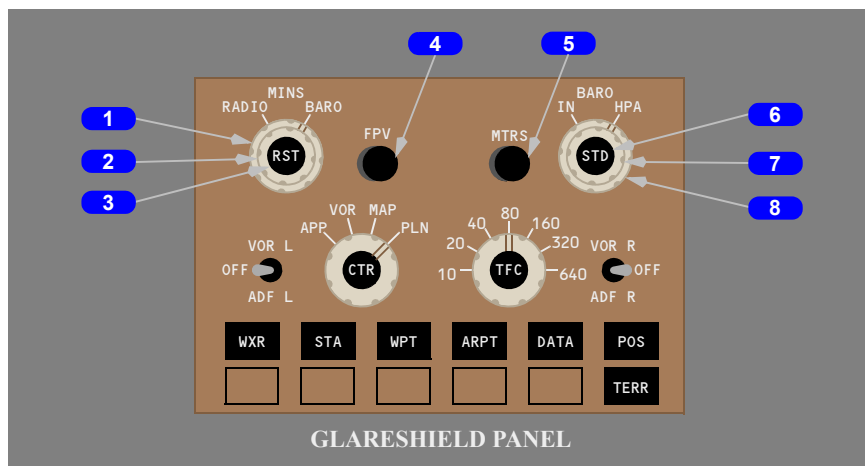 4 5
MINS BARO
1 RADIO BARO FPV MTRS IN HPA 6
2 RST STD 7
3 8
VOR MAP 40 80 160
APP PLN 20 320
VOR L VOR R
OFF CTR 10 TFC 640 OFF
ADF L ADF R
WXR STA WPT ARPT DATA POS
TERR
GLARESHIELD PANEL